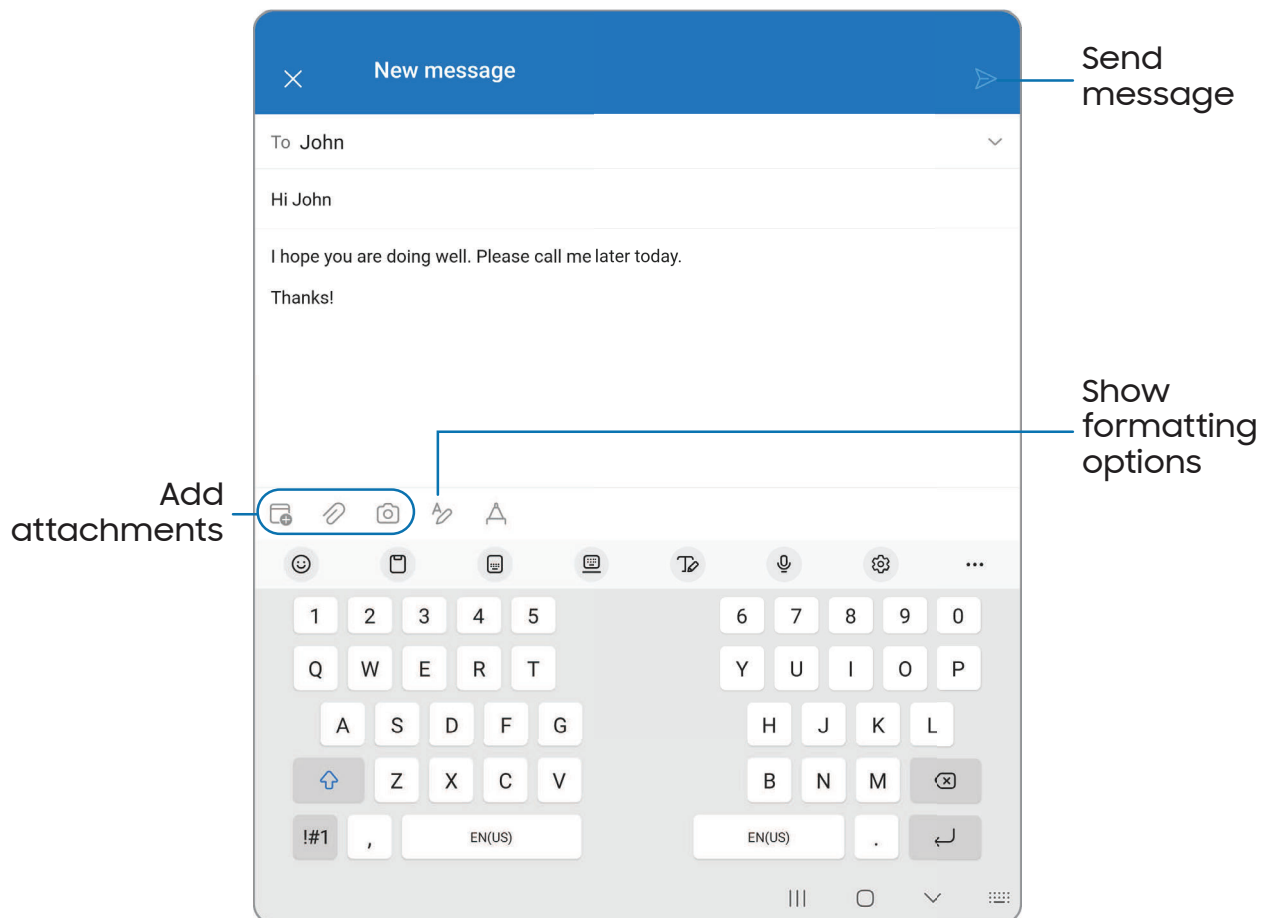 New message
Send
message
To John
Hi John
I hope you are doing well. Please call me later today.
Thanks!
Show
formatting
options
Add
attachments
1 2 3 4 5 6 7 8 9 0
Q W E R T Y U I O P
A S D F G H J K L
Z X C V B N M
!#1 , EN(US) EN(US) .